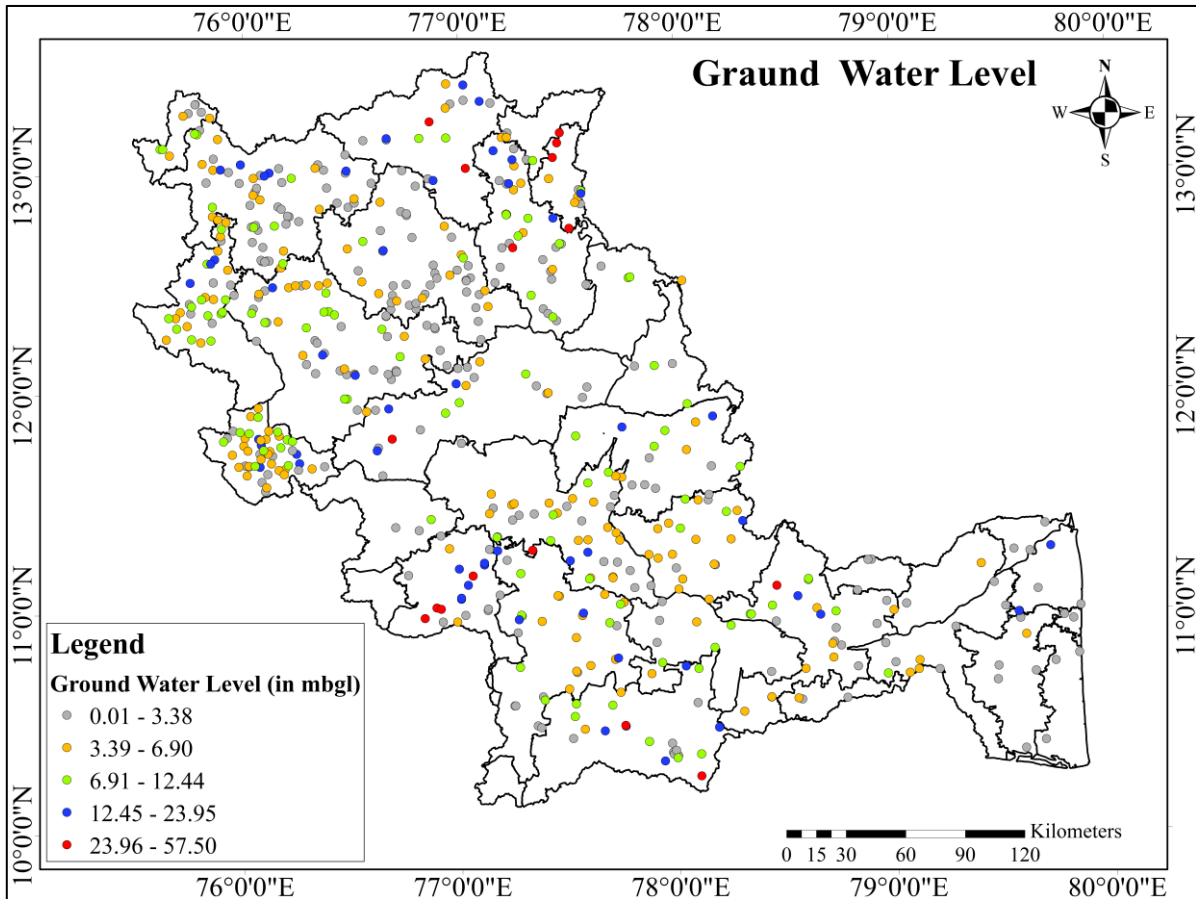 76°0'0"E 77°0'0"E 78°0'0"E 79°0'0"E 80°0'0"E
Graund Water Level
N
W E
S
13°0'0"N
12°0'0"N
11°0'0"N
10°0'0"N
13°0'0"N
12°0'0"N
11°0'0"N
Legend
Ground Water Level (in mbgl)
0.01 - 3.38
3.39 - 6.90
6.91 - 12.44
12.45 - 23.95
23.96 - 57.50
Kilometers
0 15 30 60 90 120
76°0'0"E 77°0'0"E 78°0'0"E 79°0'0"E 80°0'0"E